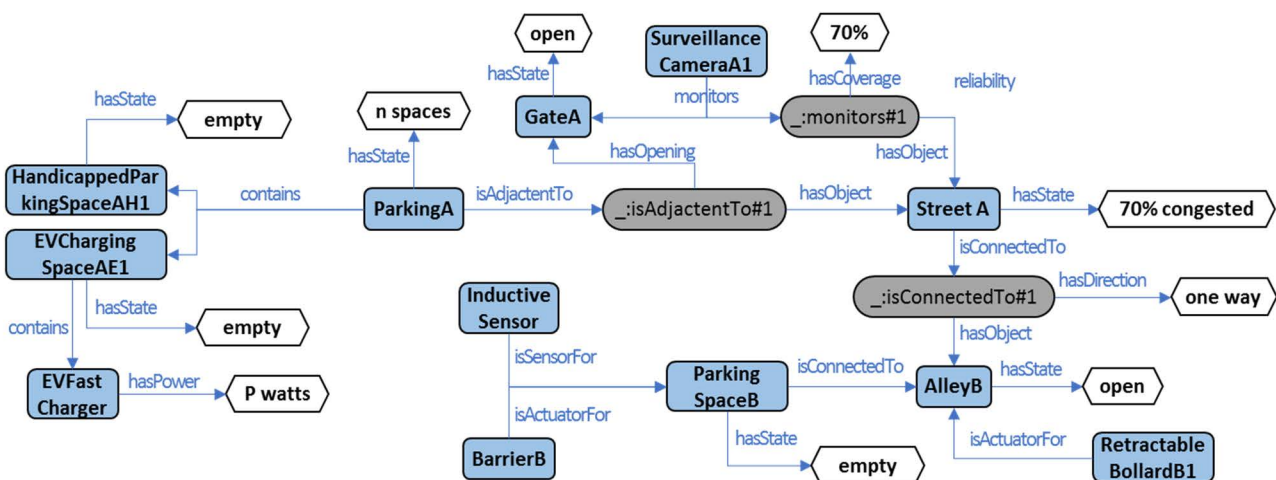 open
Surveillance
CameraA1
70%
hasState
hasState
hasCoverage
reliability
empty
n spaces
monitors
GateA
_:monitors#1
hasState
hasOpening
hasObject
HandicappedPar
kingSpaceAH1
contains
ParkingA
isAdjactentTo
_:isAdjactentTo#1
hasObject
Street A
hasState
70% congested
EVCharging
SpaceAE1
isConnectedTo
hasState
Inductive
Sensor
_:isConnectedTo#1
hasDirection
one way
contains
empty
hasObject
isSensorFor
EVFast
Charger
hasPower
P watts
Parking
SpaceB
isConnectedTo
AlleyB
hasState
open
isActuatorFor
hasState
isActuatorFor
BarrierB
empty
Retractable
BollardB1